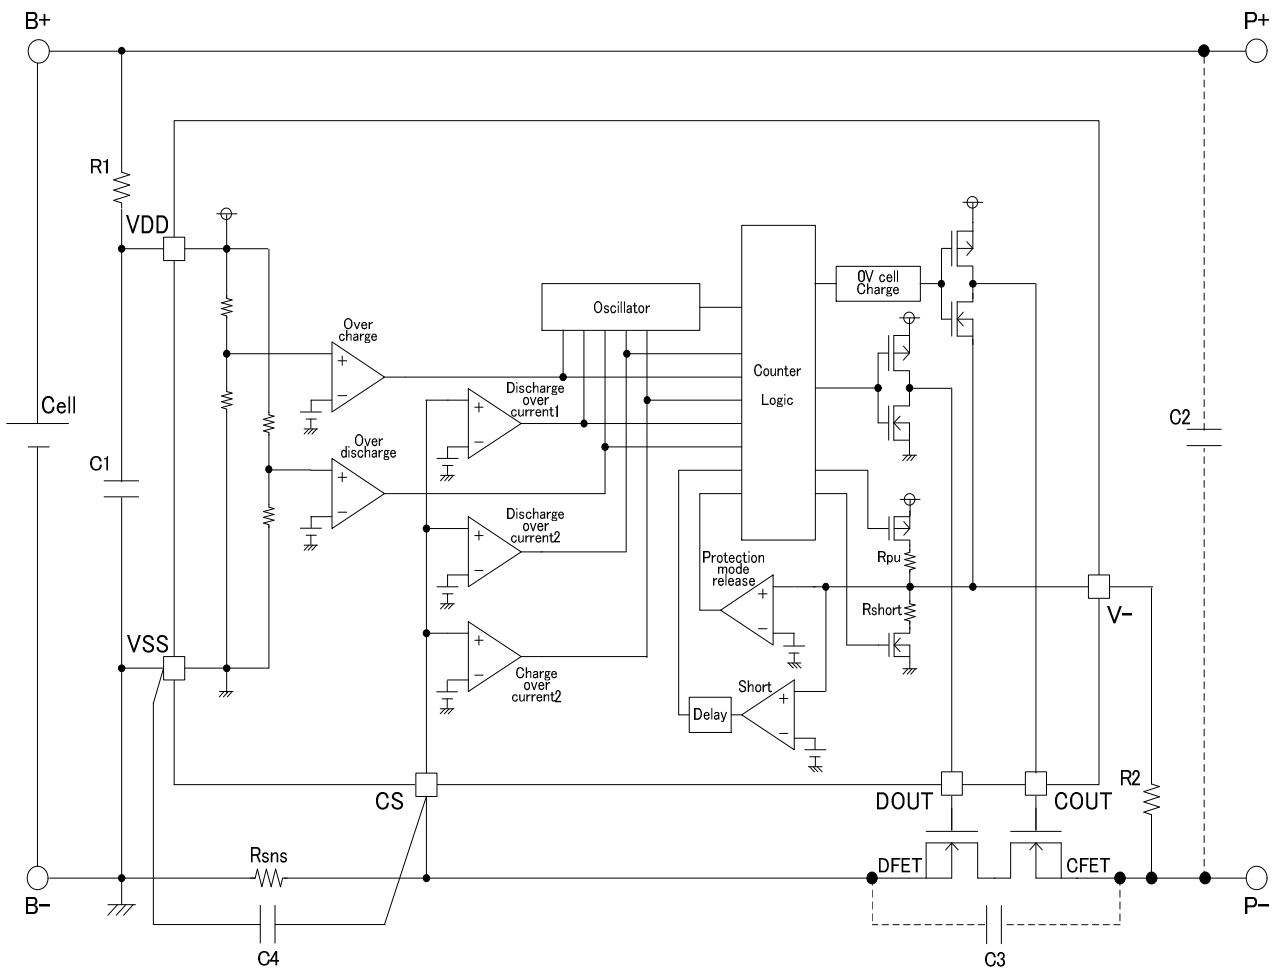 B+
P+
R1
VDD
0V cell
Charge
Oscillator
Over
charge
+
−
Counter
Logic
Discharge
over
current1
+
−
Cell
C2
Over
discharge
+
−
C1
Discharge
over
current2
+
−
Protection
mode
release
+
−
Rpu
Rshort
V-
VSS
+
−
Charge
over
current2
Short
+
−
Delay
CS
DOUT
COUT
R2
Rsns
DFET
CFET
B-
P-
C4
C3